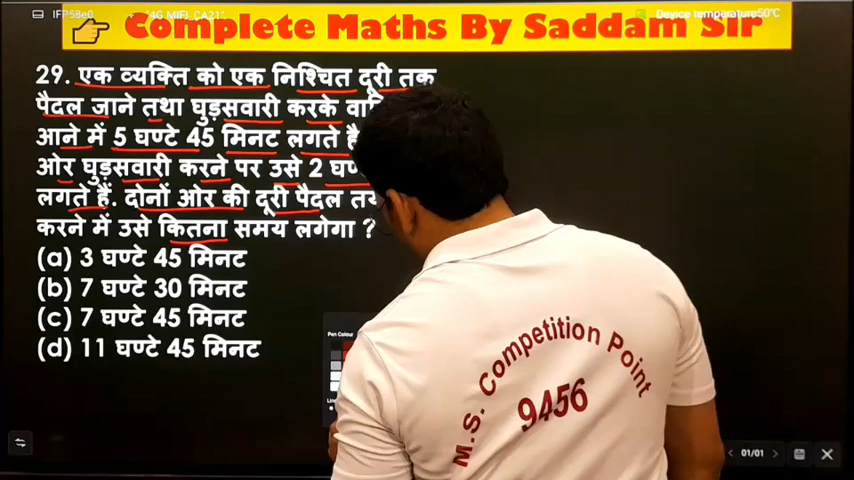 IFP58e0
"4G MIFI_CA21"
Device temperature50℃
Complete Maths By Saddam Sir
29. एक व्यक्ति को एक निश्चित दूरी तक
पैदल जाने तथा घुड़सवारी करके
आने में 5 घण्टे 45 मिनट लगते
ओर घुड़सवारी करने पर उसे 2
लगते हैं. दोनों ओर की दूरी पैदल
करने में उसे कितना समय लगेगा ?
(a) 3 घण्टे 45 मिनट
(b) 7 घण्टे 30 मिनट
(c) 7 घण्टे 45 मिनट
(d) 11 घण्टे 45 मिनट
Pen Colour
M.S. Competition Point
9456
01/01